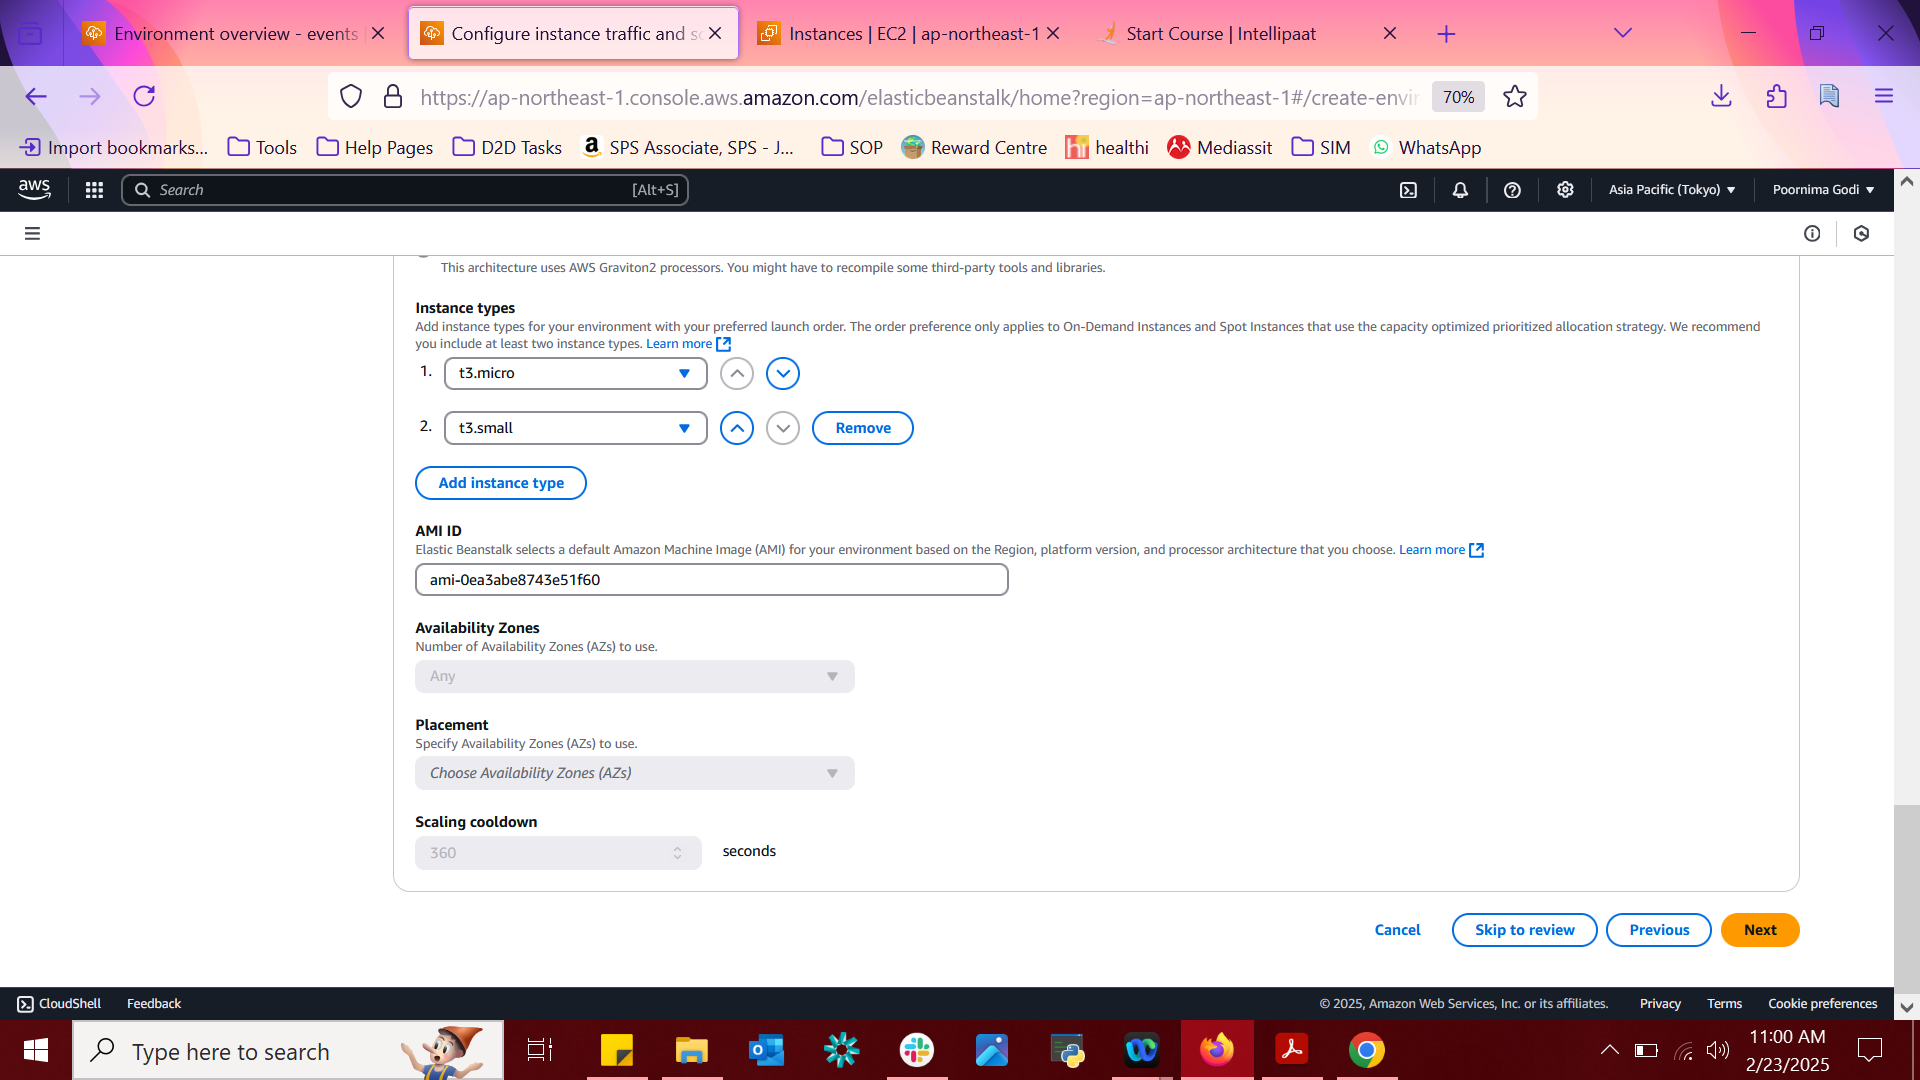 Environment overview - events
Configure instance traffic and sc
Instances | EC2 | ap-northeast-1
Start Course | Intellipaat
https://ap-northeast-1.console.aws.amazon.com/elasticbeanstalk/home?region=ap-northeast-1#/create-envir
70%
Import bookmarks...
Tools
Help Pages
D2D Tasks
SPS Associate, SPS - J...
SOP
Reward Centre
healthi
Mediassit
SIM
WhatsApp
aws
Search
[Alt+S]
Asia Pacific (Tokyo)
Poornima Godi
This architecture uses AWS Graviton2 processors. You might have to recompile some third-party tools and libraries.
Instance types
Add instance types for your environment with your preferred launch order. The order preference only applies to On-Demand Instances and Spot Instances that use the capacity optimized prioritized allocation strategy. We recommend
you include at least two instance types. Learn more
1. t3.micro
2. t3.small Remove
Add instance type
AMI ID
Elastic Beanstalk selects a default Amazon Machine Image (AMI) for your environment based on the Region, platform version, and processor architecture that you choose. Learn more
ami-0ea3abe8743e51f60
Availability Zones
Number of Availability Zones (AZs) to use.
Any
Placement
Specify Availability Zones (AZs) to use.
Choose Availability Zones (AZs)
Scaling cooldown
360 seconds
Cancel
Skip to review
Previous
Next
CloudShell
Feedback
© 2025, Amazon Web Services, Inc. or its affiliates.
Privacy
Terms
Cookie preferences
Type here to search
11:00 AM
2/23/2025